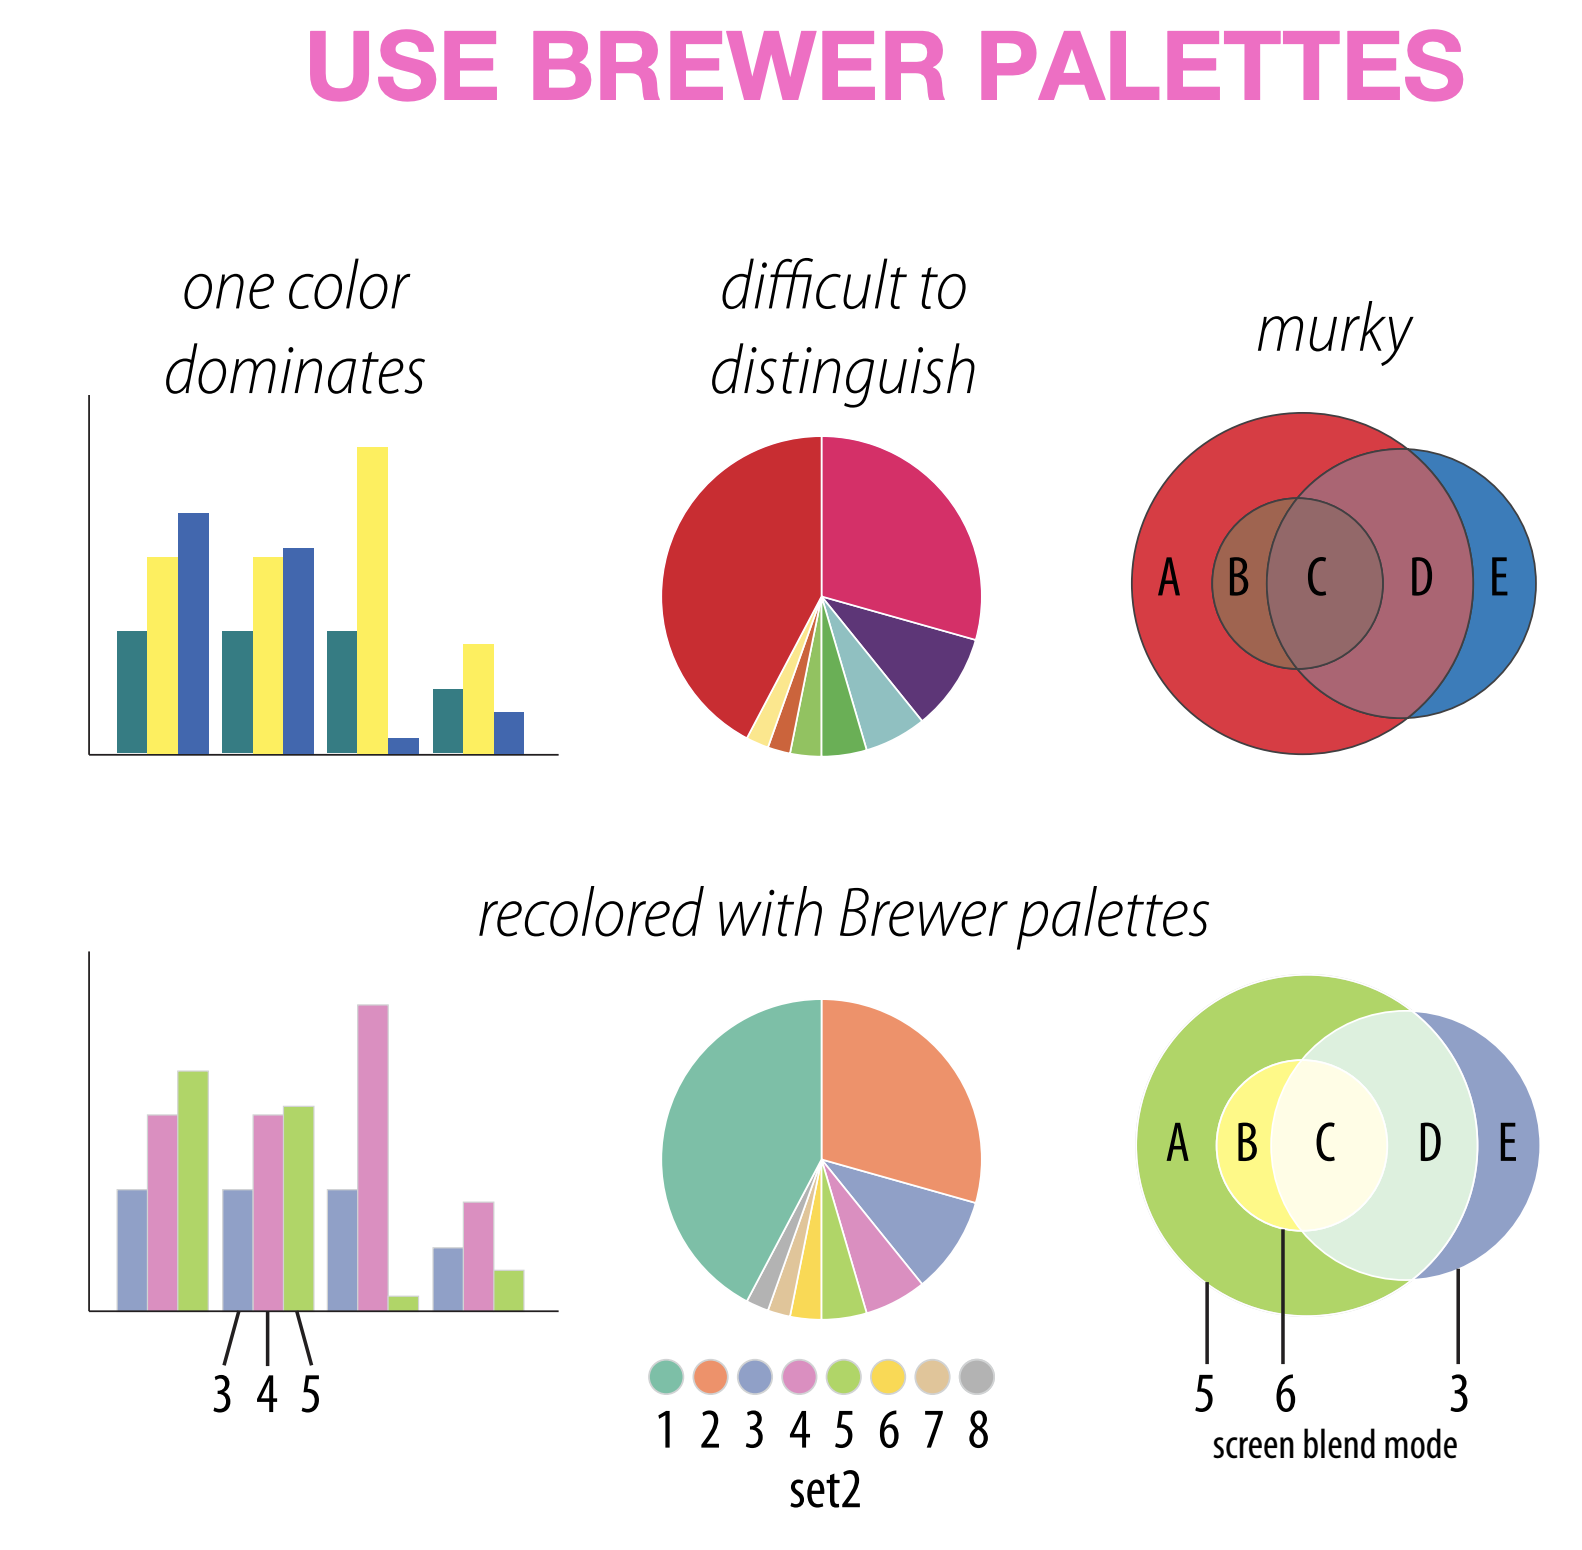 USE BREWER PALETTES
one color
dominates
difficult to
distinguish
murky
A B C D E
recolored with Brewer palettes
A B C D E
3 4 5
1 2 3 4 5 6 7 8
set2
5 6 3
screen blend mode